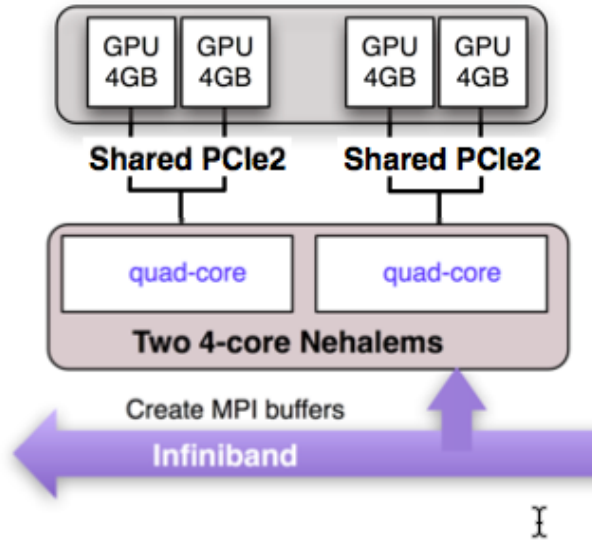 GPU
4GB
GPU
4GB
GPU
4GB
GPU
4GB
Shared PCIe2
Shared PCIe2
quad-core
quad-core
Two 4-core Nehalems
Create MPI buffers
Infiniband